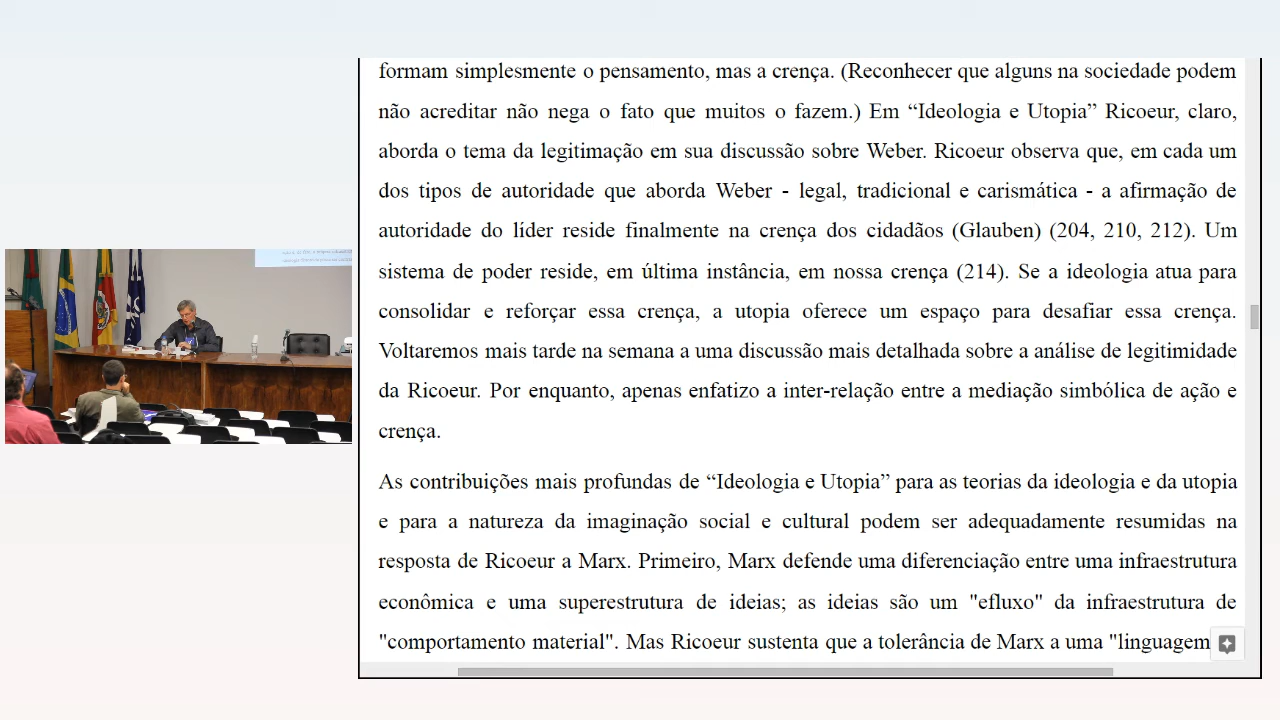 formam simplesmente o pensamento, mas a crença. (Reconhecer que alguns na sociedade podem
não acreditar não nega o fato que muitos o fazem.) Em “Ideologia e Utopia” Ricoeur, claro,
aborda o tema da legitimação em sua discussão sobre Weber. Ricoeur observa que, em cada um
dos tipos de autoridade que aborda Weber - legal, tradicional e carismática - a afirmação de
autoridade do líder reside finalmente na crença dos cidadãos (Glauben) (204, 210, 212). Um
sistema de poder reside, em última instância, em nossa crença (214). Se a ideologia atua para
consolidar e reforçar essa crença, a utopia oferece um espaço para desafiar essa crença.
Voltaremos mais tarde na semana a uma discussão mais detalhada sobre a análise de legitimidade
da Ricoeur. Por enquanto, apenas enfatizo a inter-relação entre a mediação simbólica de ação e
crença.
As contribuições mais profundas de “Ideologia e Utopia” para as teorias da ideologia e da utopia
e para a natureza da imaginação social e cultural podem ser adequadamente resumidas na
resposta de Ricoeur a Marx. Primeiro, Marx defende uma diferenciação entre uma infraestrutura
econômica e uma superestrutura de ideias; as ideias são um "efluxo" da infraestrutura de
"comportamento material". Mas Ricoeur sustenta que a tolerância de Marx a uma "linguagem